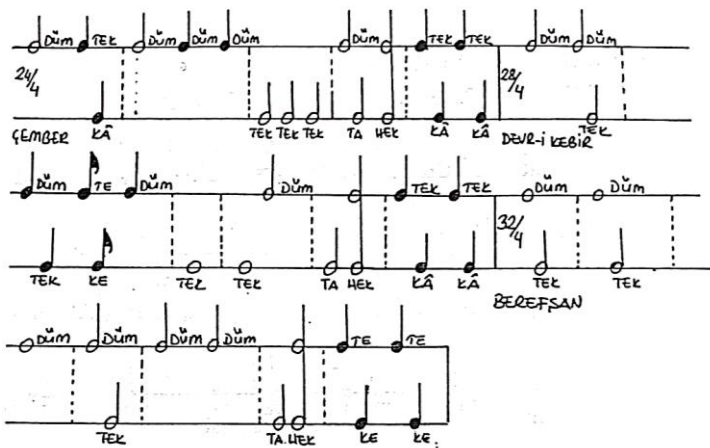 DÜM TEK DÜM DÜM DÜM DÜM TEK TEK DÜM DÜM
24/4 28/4
ÇEMBER KÂ TEK TEK TEK TA HEK KÂ KÂ DEVR-İ KEBİR TEK
DÜM TE DÜM DÜM TEK TEK DÜM DÜM
32/4
TEK KE TEK TEK TA HEK KÂ KÂ TEK TEK
BEREFŞAN
DÜM DÜM DÜM DÜM TE TE
TEK TA HEK KE KE